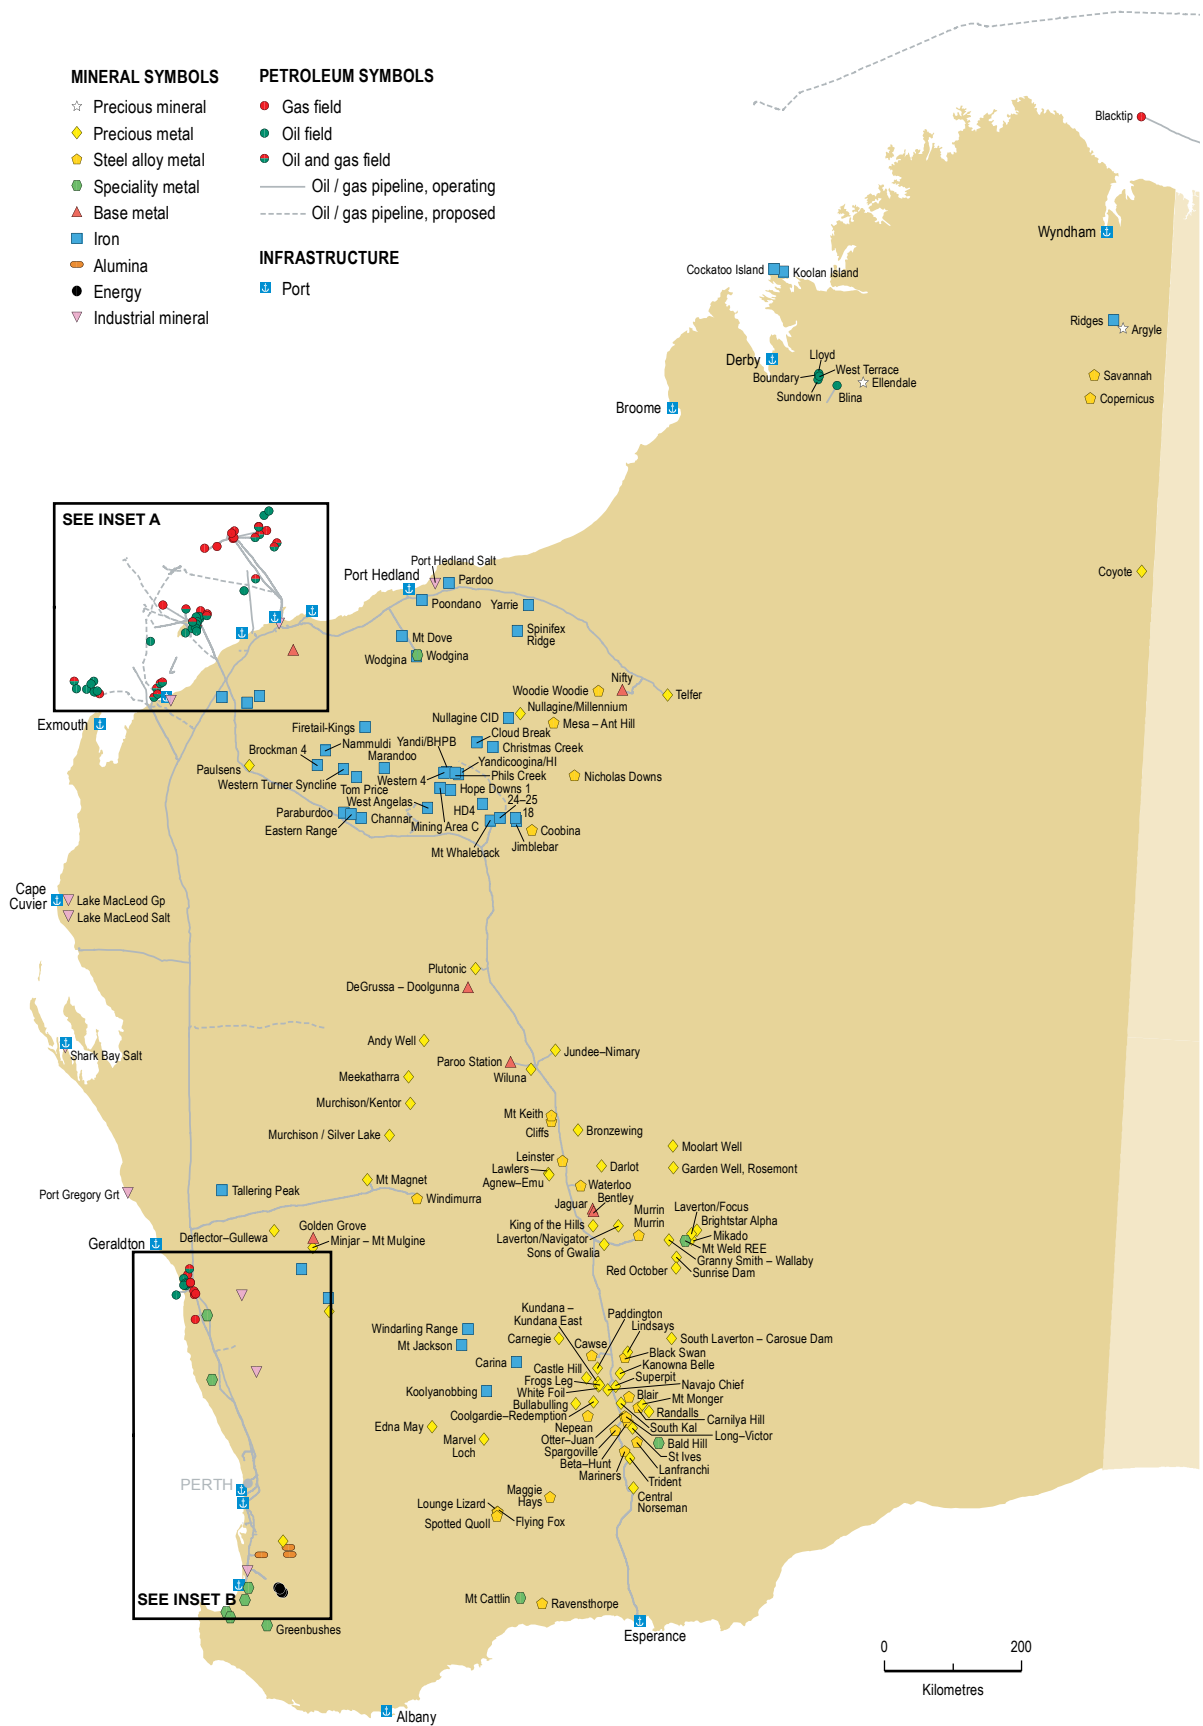 MINERAL SYMBOLS
Precious mineral
Precious metal
Steel alloy metal
Speciality metal
Base metal
Iron
Alumina
Energy
Industrial mineral
PETROLEUM SYMBOLS
Gas field
Oil field
Oil and gas field
Oil / gas pipeline, operating
Oil / gas pipeline, proposed
INFRASTRUCTURE
Port
Blacktip
Wyndham
Cockatoo Island
Koolan Island
Ridges
Argyle
Derby
Lloyd
West Terrace
Boundary
Ellendale
Sundown
Blina
Savannah
Copernicus
Broome
SEE INSET A
Port Hedland Salt
Port Hedland
Pardoo
Coyote
Poondano
Yarrie
Mt Dove
Spinifex
Ridge
Wodgina
Wodgina
Nifty
Woodie Woodie
Telfer
Nullagine/Millennium
Nullagine CID
Mesa – Ant Hill
Exmouth
Firetail-Kings
Cloud Break
Nammuldi
Yandi/BHPB
Christmas Creek
Brockman 4
Marandoo
Yandicoogina/HI
Paulsens
Western 4
Phils Creek
Nicholas Downs
Western Turner Syncline
Tom Price
Hope Downs 1
West Angelas
24–25
HD4
18
Paraburdoo
Channar
Mining Area C
Eastern Range
Coobina
Mt Whaleback
Jimblebar
Cape
Cuvier
Lake MacLeod Gp
Lake MacLeod Salt
Plutonic
DeGrussa – Doolgunna
Shark Bay Salt
Andy Well
Jundee–Nimary
Paroo Station
Wiluna
Meekatharra
Murchison/Kentor
Mt Keith
Cliffs
Bronzewing
Murchison / Silver Lake
Moolart Well
Leinster
Lawlers
Darlot
Garden Well, Rosemont
Agnew–Emu
Mt Magnet
Waterloo
Port Gregory Grt
Tallering Peak
Windimurra
Bentley
Jaguar
Murrin
Murrin
Laverton/Focus
Golden Grove
King of the Hills
Brightstar Alpha
Deflector–Gullewa
Minjar – Mt Mulgine
Laverton/Navigator
Mikado
Geraldton
Sons of Gwalia
Mt Weld REE
Granny Smith – Wallaby
Red October
Sunrise Dam
Kundana –
Kundana East
Paddington
Lindsays
Windarling Range
Carnegie
South Laverton – Carosue Dam
Mt Jackson
Cawse
Black Swan
Carina
Castle Hill
Kanowna Belle
Frogs Leg
Superpit
Koolyanobbing
White Foil
Navajo Chief
Bullabulling
Blair
Mt Monger
Coolgardie–Redemption
Randalls
Carnilya Hill
Edna May
Nepean
South Kal
Long–Victor
Marvel
Loch
Otter–Juan
Bald Hill
Spargoville
St Ives
Beta–Hunt
Lanfranchi
Mariners
Trident
PERTH
Maggie
Hays
Central
Norseman
Lounge Lizard
Spotted Quoll
Flying Fox
SEE INSET B
Mt Cattlin
Ravensthorpe
Greenbushes
Esperance
Albany
0 200
Kilometres